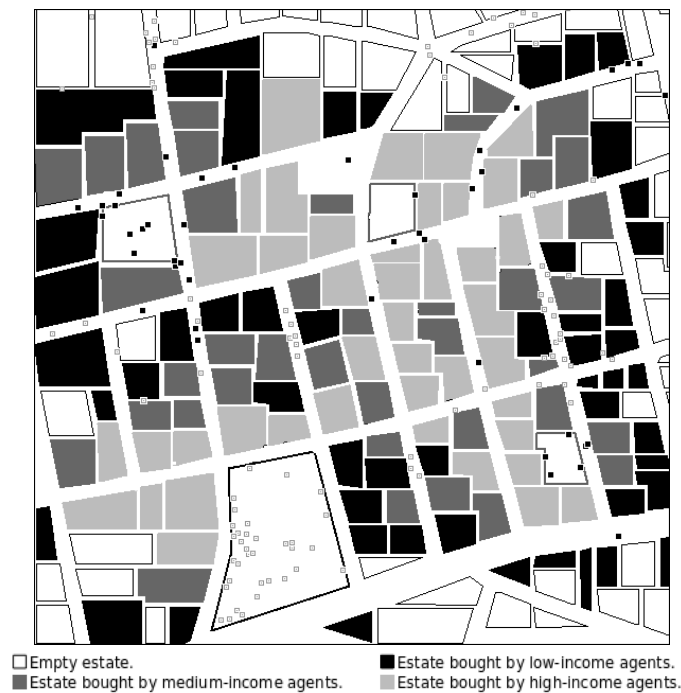 Empty estate.
Estate bought by low-income agents.
Estate bought by medium-income agents.
Estate bought by high-income agents.